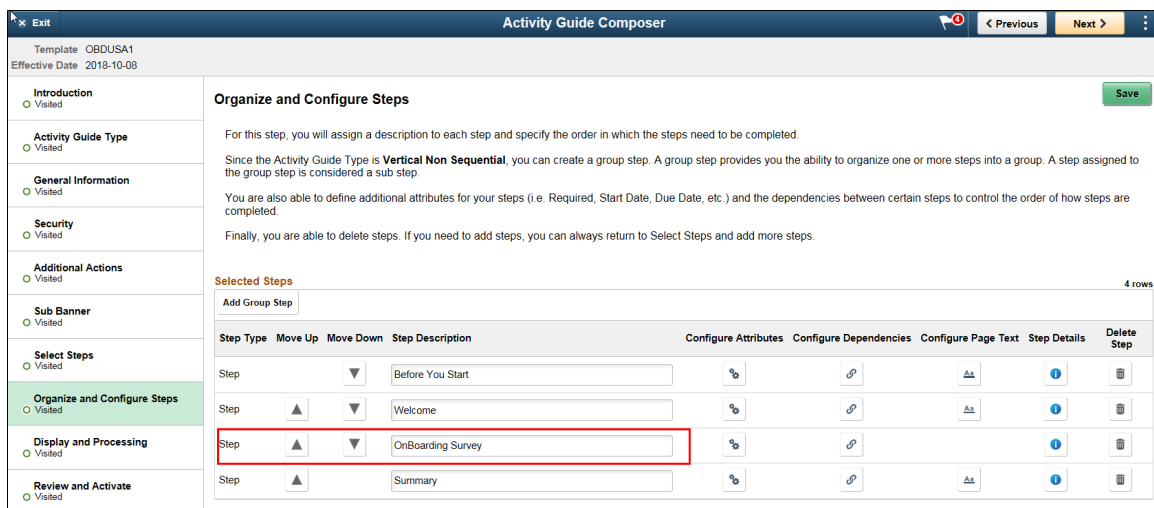 × Exit
Activity Guide Composer
4
< Previous
Next >
Template OBDUSA1
Effective Date 2018-10-08
Introduction
Visited
Activity Guide Type
Visited
General Information
Visited
Security
Visited
Additional Actions
Visited
Sub Banner
Visited
Select Steps
Visited
Organize and Configure Steps
Visited
Display and Processing
Visited
Review and Activate
Visited
Organize and Configure Steps
Save
For this step, you will assign a description to each step and specify the order in which the steps need to be completed.
Since the Activity Guide Type is Vertical Non Sequential, you can create a group step. A group step provides you the ability to organize one or more steps into a group. A step assigned to
the group step is considered a sub step.
You are also able to define additional attributes for your steps (i.e. Required, Start Date, Due Date, etc.) and the dependencies between certain steps to control the order of how steps are
completed.
Finally, you are able to delete steps. If you need to add steps, you can always return to Select Steps and add more steps.
Selected Steps
4 rows
Add Group Step
Step Type Move Up Move Down Step Description Configure Attributes Configure Dependencies Configure Page Text Step Details Delete Step
Step Before You Start Aa
Step Welcome Aa
Step OnBoarding Survey
Step Summary Aa